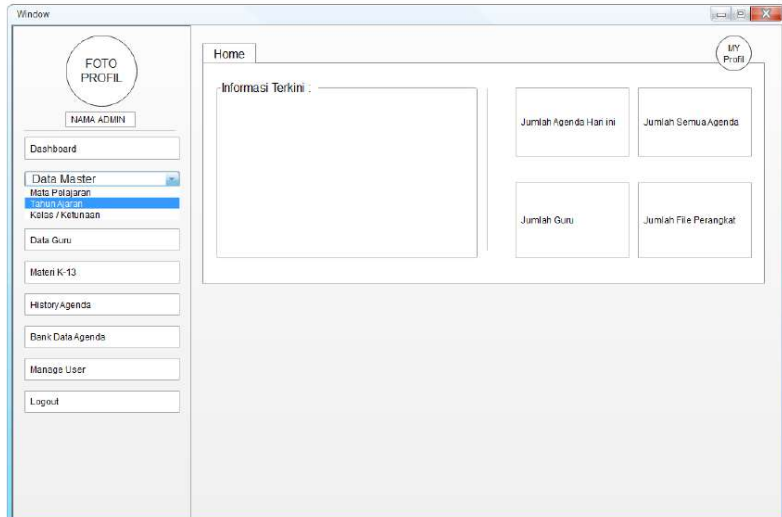 Window
FOTO
PROFIL
NAMA ADMIN
Dashboard
Data Master
Mata Pelajaran
Tahun Ajaran
Kelas / Ketunaan
Data Guru
Materi K-13
History Agenda
Bank Data Agenda
Manage User
Logout
Home
MY
Profil
Informasi Terkini :
Jumlah Agenda Hari ini
Jumlah Semua Agenda
Jumlah Guru
Jumlah File Perangkat